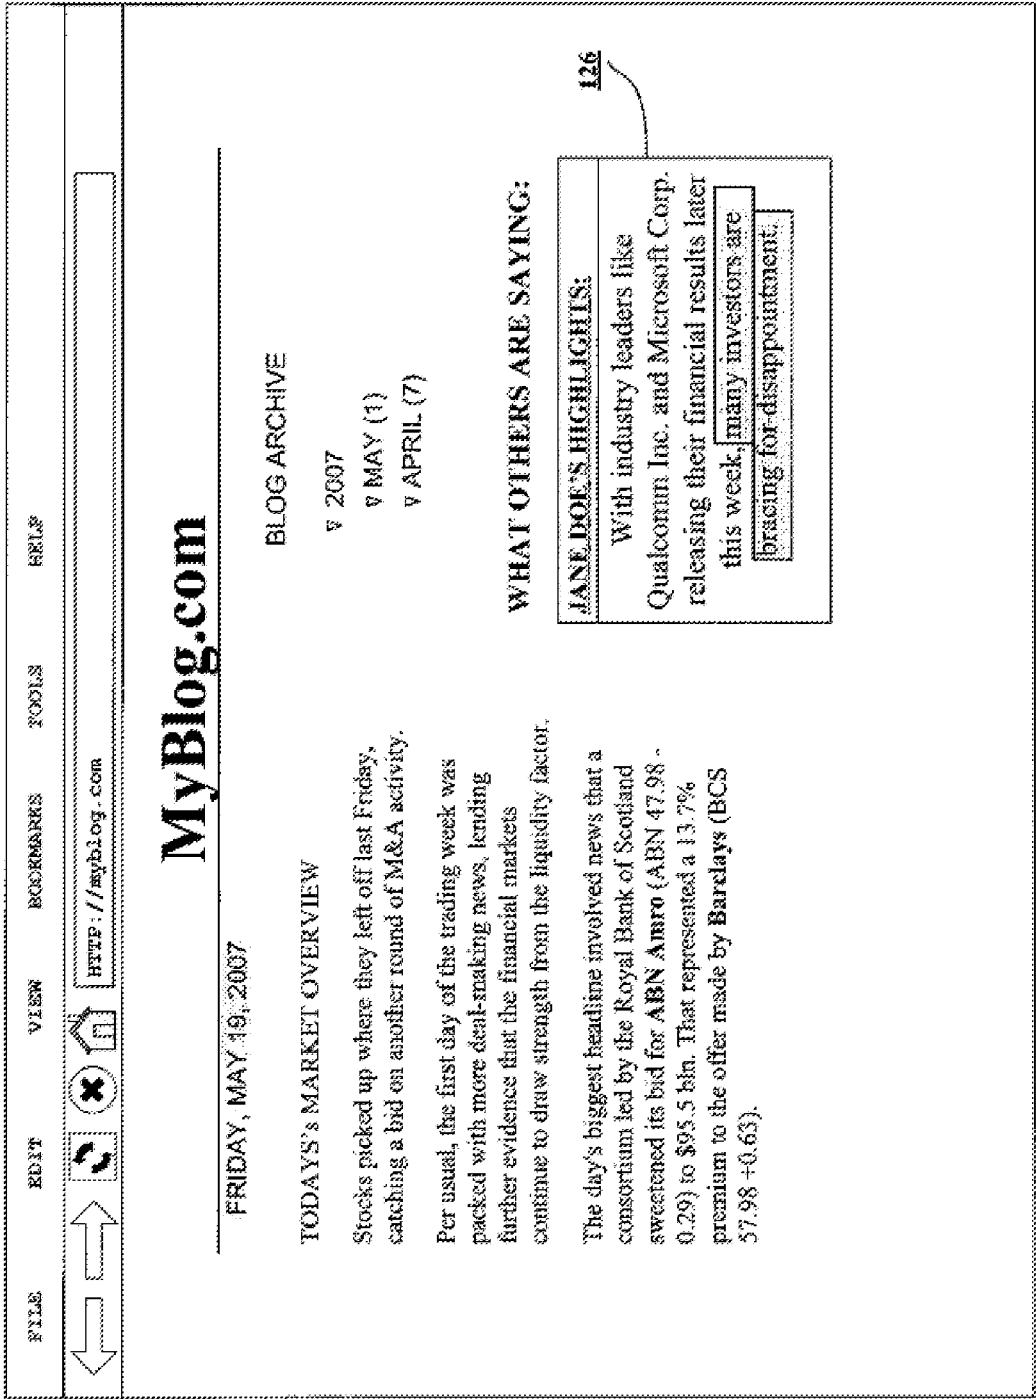 FILE EDIT VIEW BOOKMARKS TOOLS HELP
HTTP://myblog.com
MyBlog.com
FRIDAY, MAY 19, 2007
TODAYS's MARKET OVERVIEW
Stocks picked up where they left off last Friday,
catching a bid on another round of M&A activity.
Per usual, the first day of the trading week was
packed with more deal-making news, lending
further evidence that the financial markets
continue to draw strength from the liquidity factor.
The day's biggest headline involved news that a
consortium led by the Royal Bank of Scotland
sweetened its bid for ABN Amro (ABN 47.98 -
0.29) to $95.5 bln. That represented a 13.7%
premium to the offer made by Barclays (BCS
57.98 +0.63).
BLOG ARCHIVE
∇ 2007
∇ MAY (1)
∇ APRIL (7)
WHAT OTHERS ARE SAYING:
JANE DOE'S HIGHLIGHTS:
With industry leaders like
Qualcomm Inc. and Microsoft Corp.
releasing their financial results later
this week, many investors are
bracing for disappointment.
126